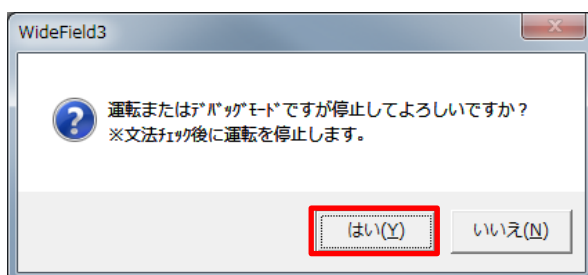 WideField3
運転またはﾃﾞﾊﾞｯｸﾞﾓｰﾄﾞですが停止してよろしいですか？
※文法ﾁｪｯｸ後に運転を停止します。
はい(Y)
いいえ(N)